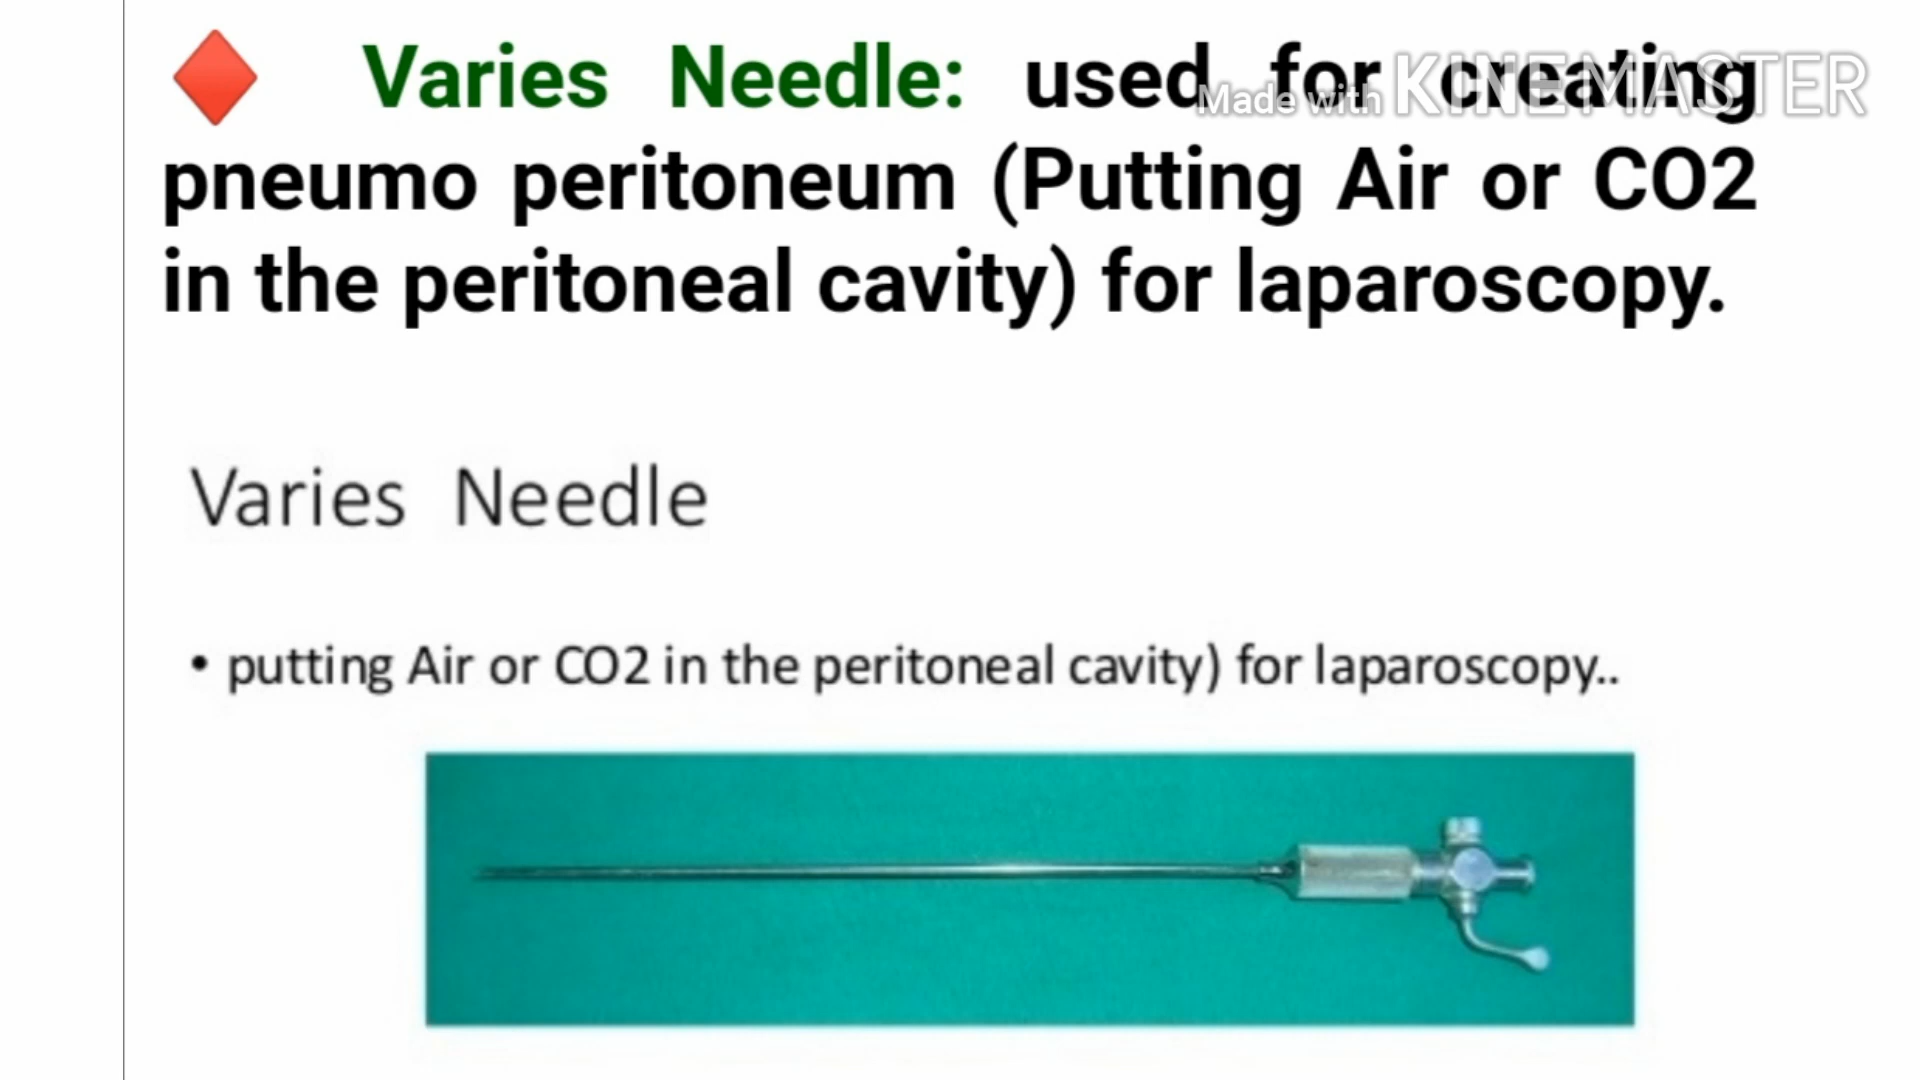 Varies Needle: used for creating
Made with KINEMASTER
pneumo peritoneum (Putting Air or CO2
in the peritoneal cavity) for laparoscopy.
Varies Needle
• putting Air or CO2 in the peritoneal cavity) for laparoscopy..